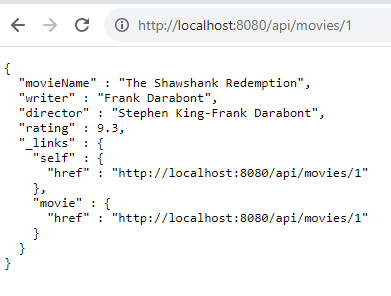 http://localhost:8080/api/movies/1
{
  "movieName" : "The Shawshank Redemption",
  "writer" : "Frank Darabont",
  "director" : "Stephen King-Frank Darabont",
  "rating" : 9.3,
  "_links" : {
    "self" : {
      "href" : "http://localhost:8080/api/movies/1"
    },
    "movie" : {
      "href" : "http://localhost:8080/api/movies/1"
    }
  }
}